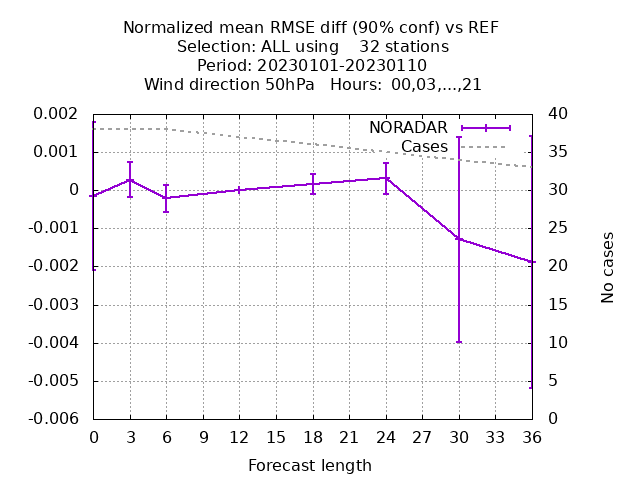 Normalized mean RMSE diff (90% conf) vs REF
Selection: ALL using    32 stations
Period: 20230101-20230110
Wind direction 50hPa   Hours:  00,03,...,21
NORADAR
Cases
0.002
0.001
0
-0.001
-0.002
-0.003
-0.004
-0.005
-0.006
40
35
30
25
20
15
10
5
0
No cases
0 3 6 9 12 15 18 21 24 27 30 33 36
Forecast length